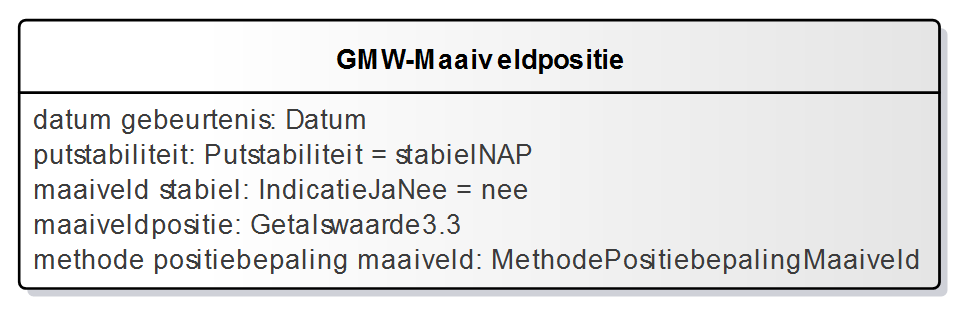 GMW-Maaiveldpositie
datum gebeurtenis: Datum
putstabiliteit: Putstabiliteit = stabielNAP
maaiveld stabiel: IndicatieJaNee = nee
maaiveldpositie: Getalswaarde3.3
methode positiebepaling maaiveld: MethodePositiebepalingMaaiveld